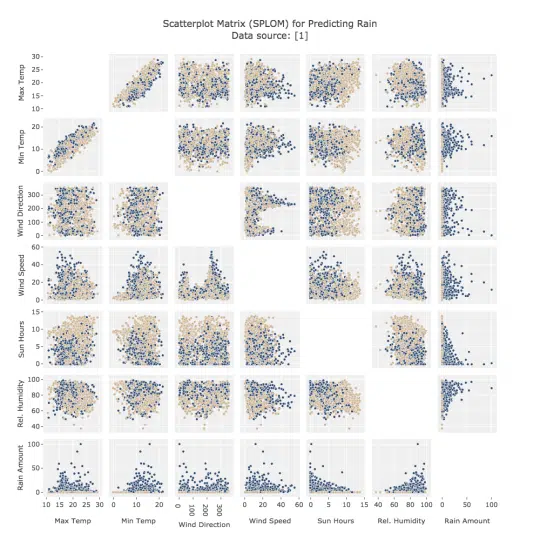 Scatterplot Matrix (SPLOM) for Predicting Rain
Data source: [1]
Max Temp
30
25
20
15
10
Min Temp
20
10
0
Wind Direction
300
200
100
0
Wind Speed
60
40
20
0
Sun Hours
15
10
5
0
Rel. Humidity
100
80
60
40
Rain Amount
100
50
0
10 15 20 25 30 0 10 20 0 100 200 300 0 20 40 60 0 5 10 15 40 60 80 100 0 50 100
Max Temp Min Temp Wind Direction Wind Speed Sun Hours Rel. Humidity Rain Amount